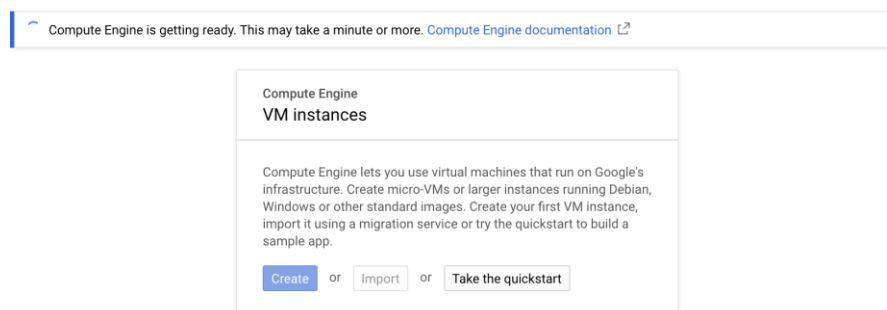 Compute Engine is getting ready. This may take a minute or more. Compute Engine documentation
Compute Engine
VM instances
Compute Engine lets you use virtual machines that run on Google's
infrastructure. Create micro-VMs or larger instances running Debian,
Windows or other standard images. Create your first VM instance,
import it using a migration service or try the quickstart to build a
sample app.
Create or Import or Take the quickstart